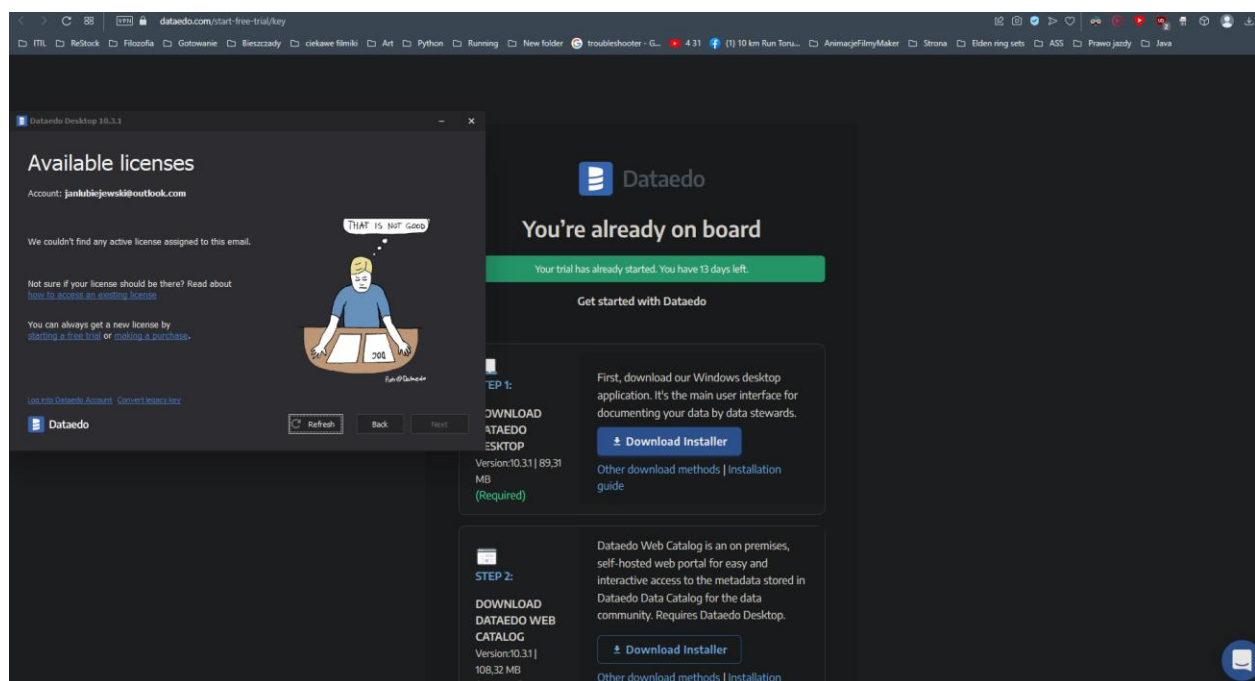 VPN
dataedo.com/start-free-trial/key
2
ITIL ReStock Filozofia Gotowanie Bieszczady ciekawe filmiki Art Python Running New folder troubleshooter - G... 4 31 (1) 10 km Run Toru... AnimacjeFilmyMaker Strona Elden ring sets ASS Prawo jazdy Java
Dataedo Desktop 10.3.1
Available licenses
Account: janlubiejewski@outlook.com
We couldn't find any active license assigned to this email.
Not sure if your license should be there? Read about
how to access an existing license
You can always get a new license by
starting a free trial or making a purchase.
THAT IS NOT GOOD
DOC
Log into Dataedo Account Convert legacy key
Dataedo
Refresh Back Next
Dataedo
You're already on board
Your trial has already started. You have 13 days left.
Get started with Dataedo
TEP 1:
OWNLOAD
ATAEDO
ESKTOP
Version:10.3.1 | 89,31
MB
(Required)
First, download our Windows desktop
application. It's the main user interface for
documenting your data by data stewards.
Download Installer
Other download methods | Installation
guide
STEP 2:
DOWNLOAD
DATAEDO WEB
CATALOG
Version:10.3.1 |
108,32 MB
Dataedo Web Catalog is an on premises,
self-hosted web portal for easy and
interactive access to the metadata stored in
Dataedo Data Catalog for the data
community. Requires Dataedo Desktop.
Download Installer
Other download methods | Installation